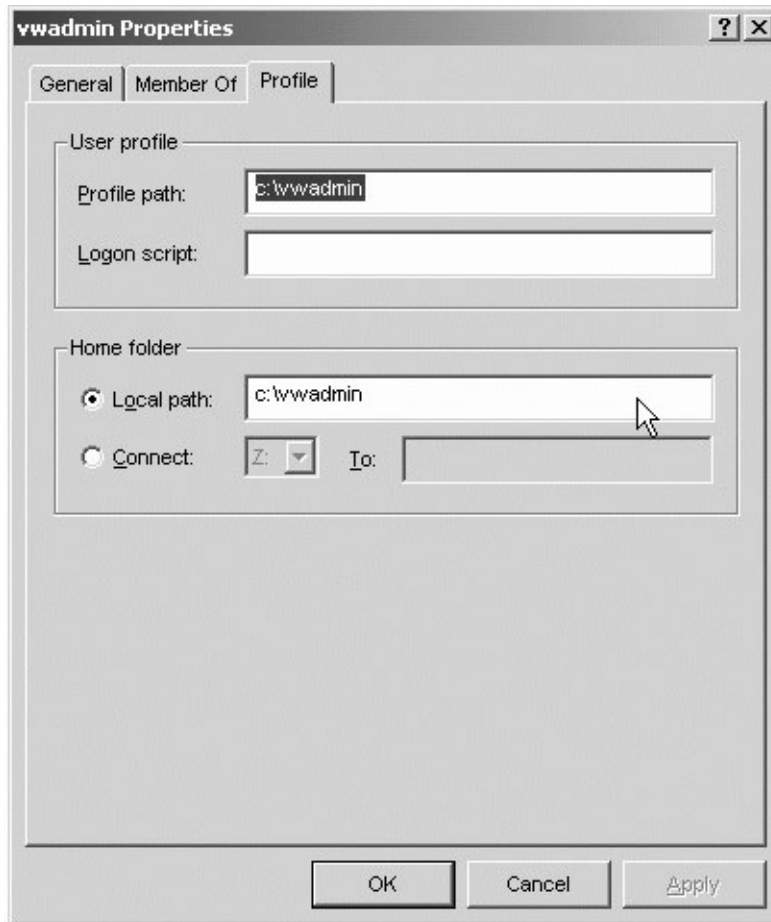 vwadmin Properties
General Member Of Profile
User profile
Profile path: c:\vwadmin
Logon script:
Home folder
Local path: c:\vwadmin
Connect: Z: To:
OK Cancel Apply